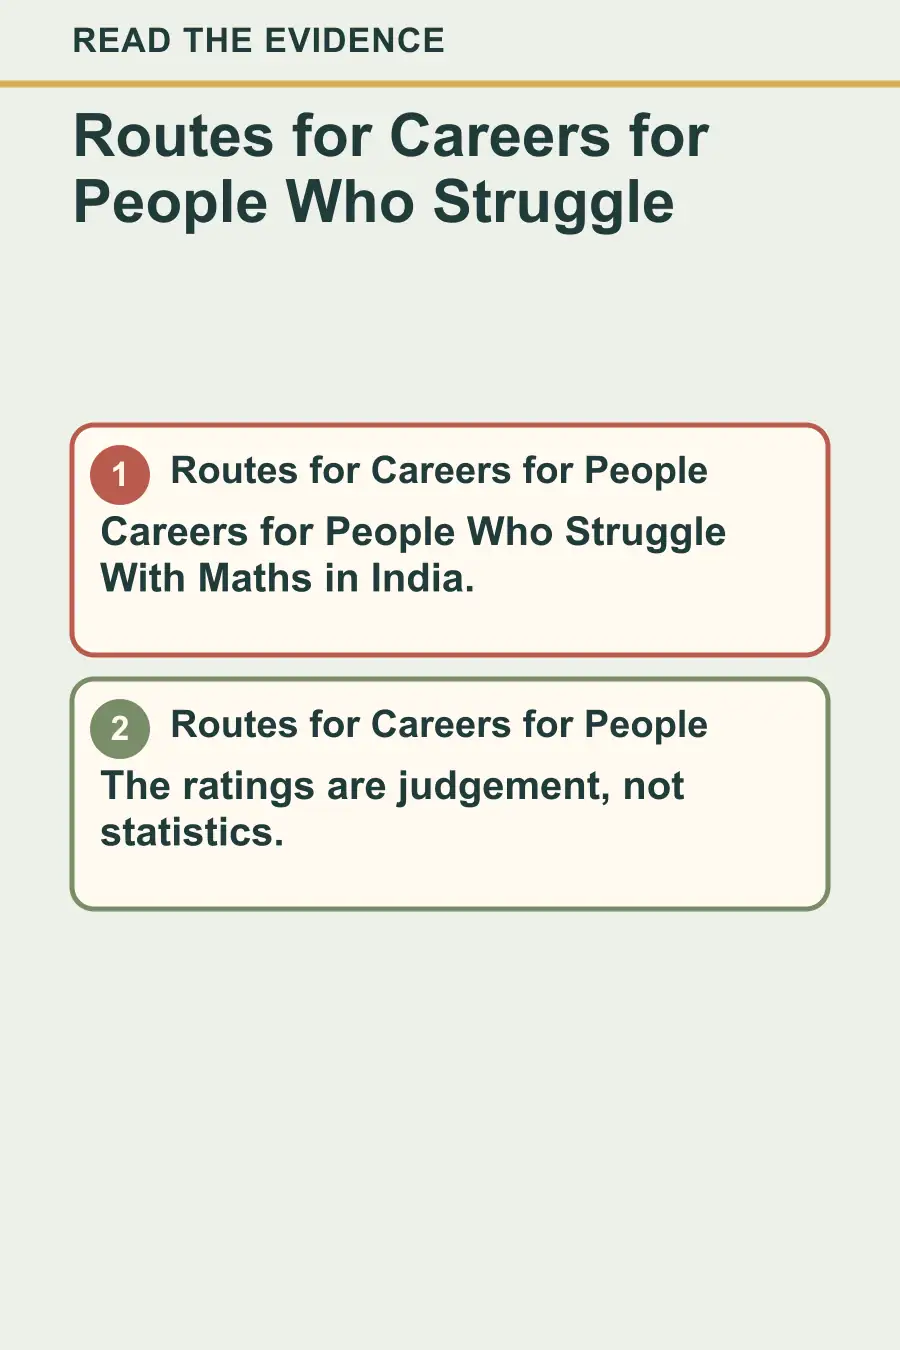 READ THE EVIDENCE
Routes for Careers for
People Who Struggle
1 Routes for Careers for People
Careers for People Who Struggle
With Maths in India.
2 Routes for Careers for People
The ratings are judgement, not
statistics.